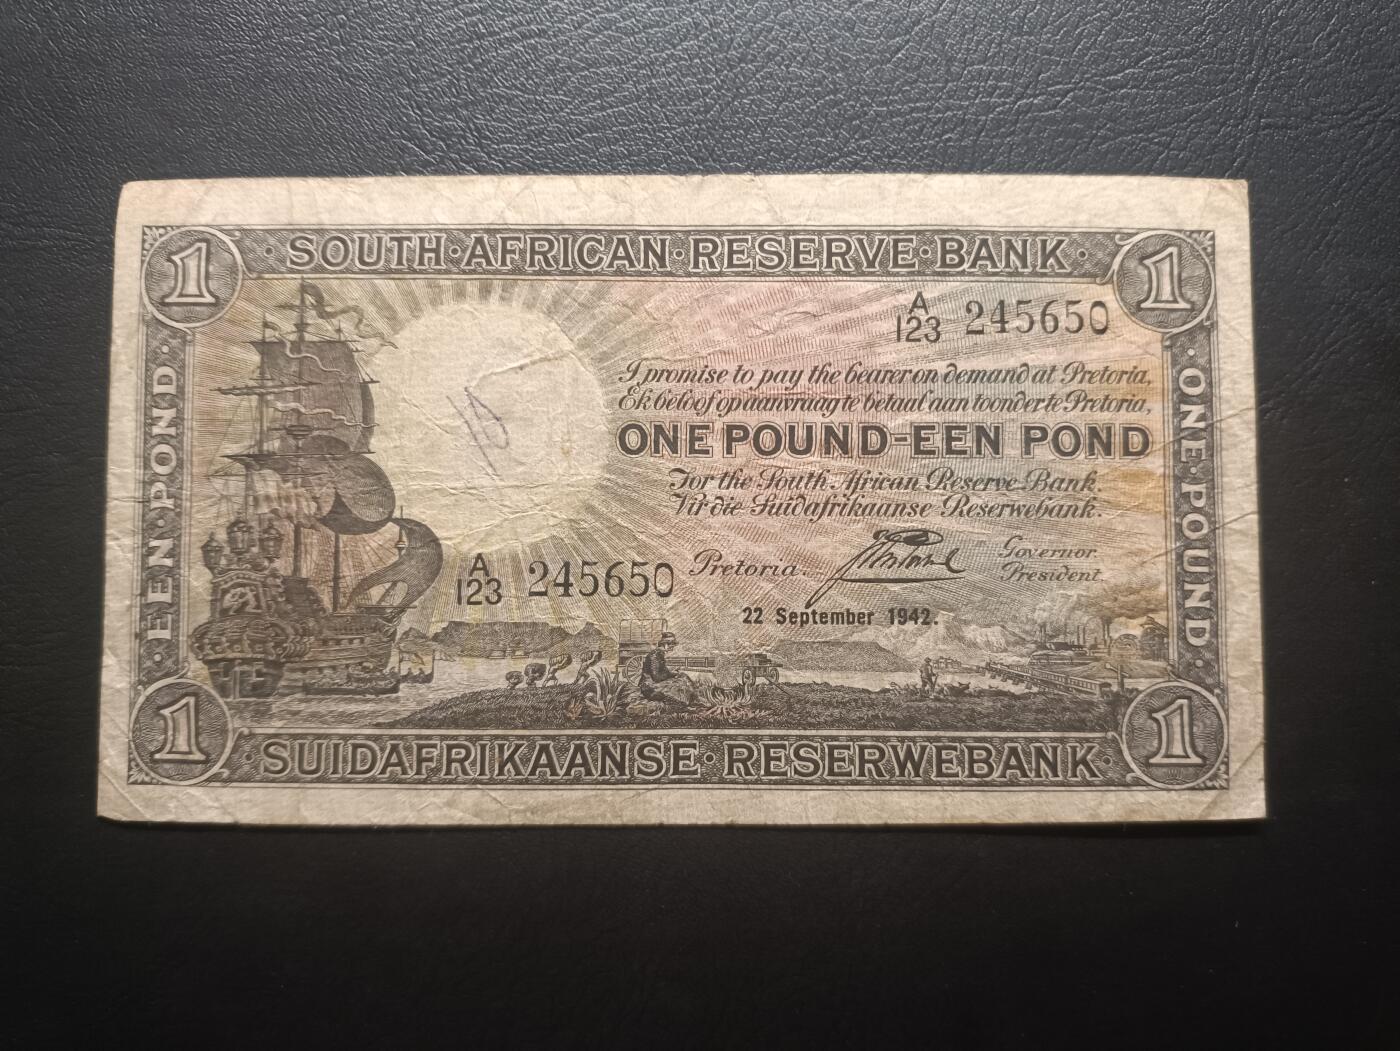 1 SOUTH·AFRICAN·RESERVE·BANK· 1
A/123 245650
I promise to pay the bearer on demand at Pretoria,
Ek beloof op aanvraag te betaal aan toonder te Pretoria,
ONE POUND-EEN POND
For the South African Reserve Bank.
Vir die Suidafrikaanse Reserwebank.
Pretoria. Governor.
President.
A/123 245650
22 September 1942.
·EEN·POND·
·ONE·POUND·
1 ·SUIDAFRIKAANSE·RESERWEBANK· 1